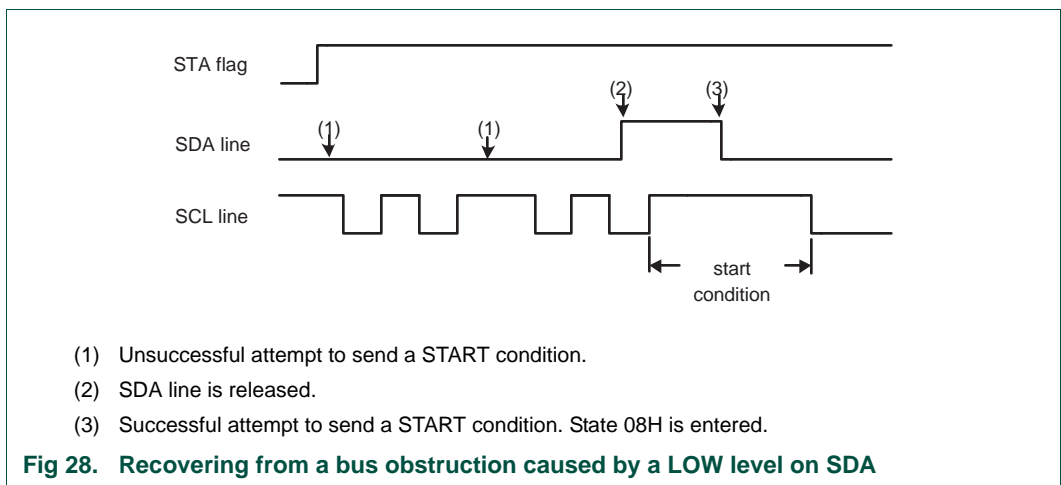 STA flag
(2) (3)
(1) (1)
SDA line
SCL line
start
condition
(1) Unsuccessful attempt to send a START condition.
(2) SDA line is released.
(3) Successful attempt to send a START condition. State 08H is entered.
Fig 28. Recovering from a bus obstruction caused by a LOW level on SDA